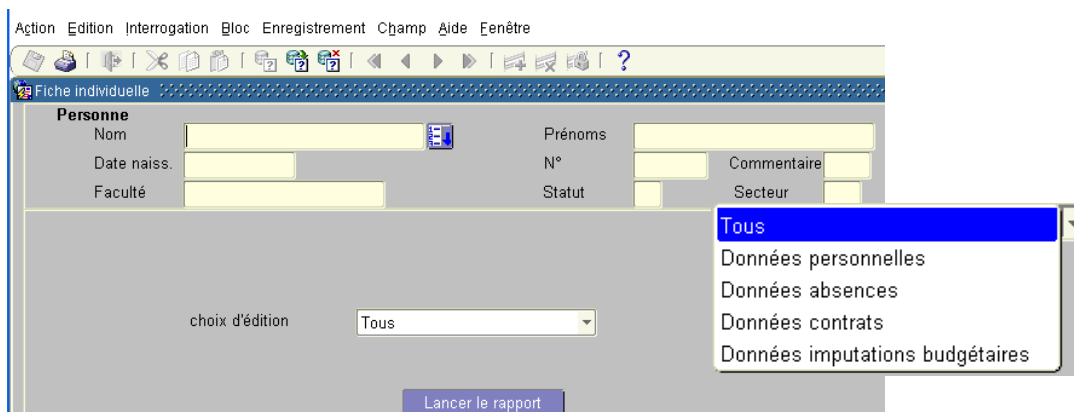 Action Edition Interrogation Bloc Enregistrement Champ Aide Fenêtre
?
Fiche individuelle
Personne
Nom Prénoms
Date naiss. N° Commentaire
Faculté Statut Secteur
Tous
Données personnelles
Données absences
Données contrats
Données imputations budgétaires
choix d'édition Tous
Lancer le rapport